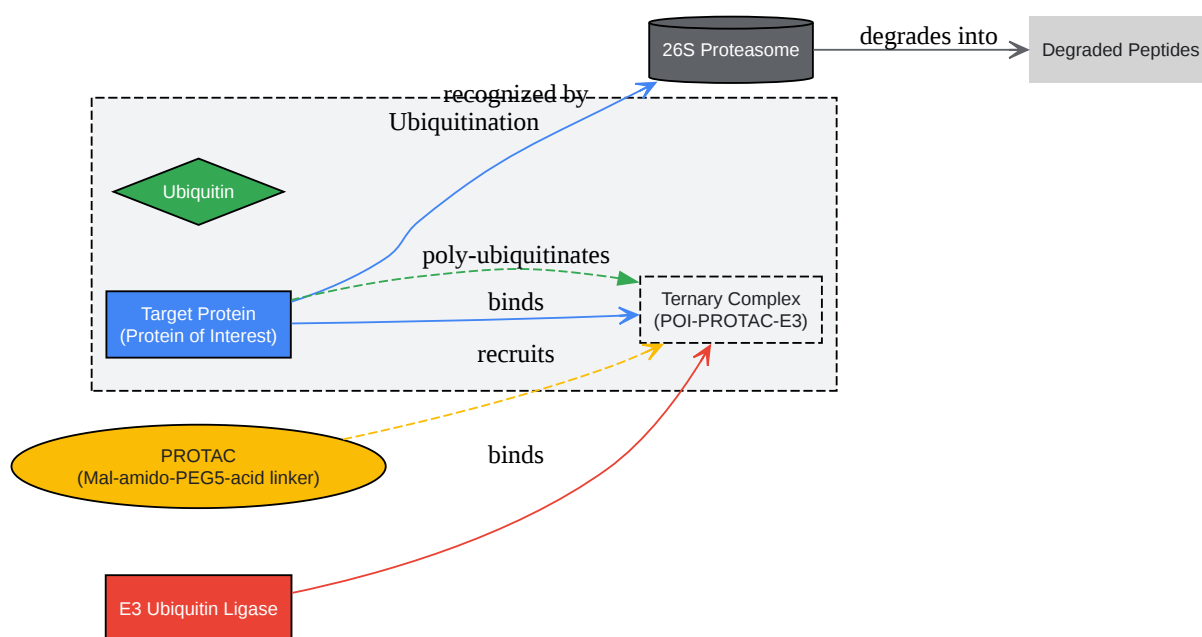 26S Proteasome
degrades into
Degraded Peptides
recognized by
Ubiquitination
Ubiquitin
poly-ubiquitinates
Target Protein
(Protein of Interest)
binds
Ternary Complex
(POI-PROTAC-E3)
recruits
PROTAC
(Mal-amido-PEG5-acid linker)
binds
E3 Ubiquitin Ligase